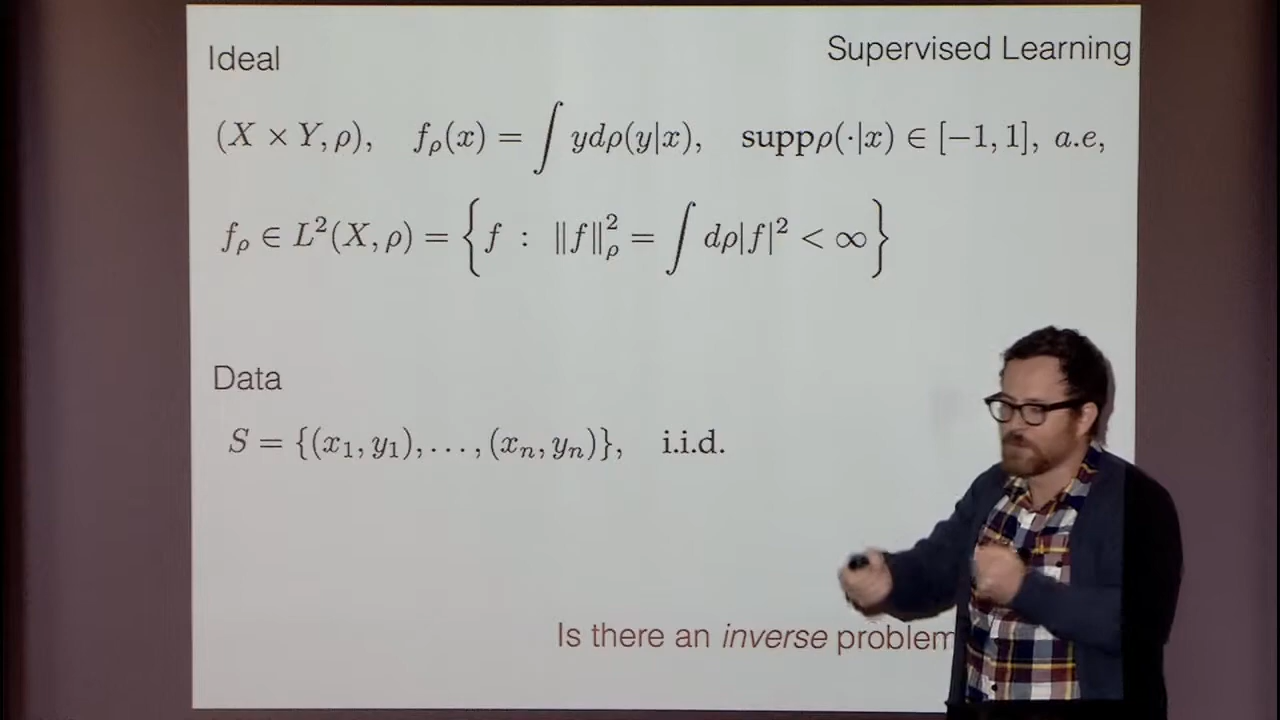 Ideal
Supervised Learning
(X × Y, ρ), f_ρ(x) = ∫ ydρ(y|x), suppρ(·|x) ∈ [−1, 1], a.e,
f_ρ ∈ L²(X, ρ) = { f : ‖f‖²_ρ = ∫ dρ|f|² < ∞ }
Data
S = {(x₁, y₁), . . . , (xₙ, yₙ)}, i.i.d.
Is there an inverse problem